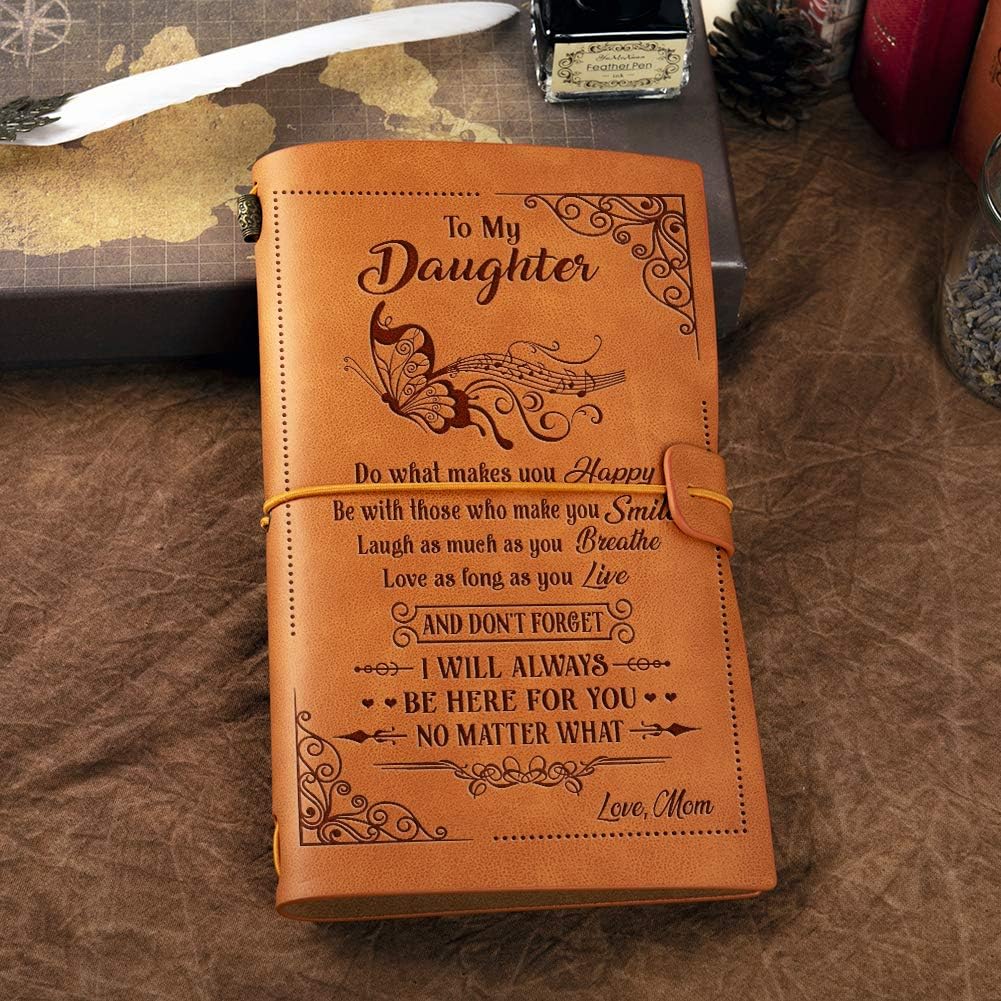 Feather Pen
ink
To My
Daughter
Do what makes you Happy
Be with those who make you Smile
Laugh as much as you Breathe
Love as long as you Live
AND DON'T FORGET
I WILL ALWAYS
BE HERE FOR YOU
NO MATTER WHAT
Love, Mom